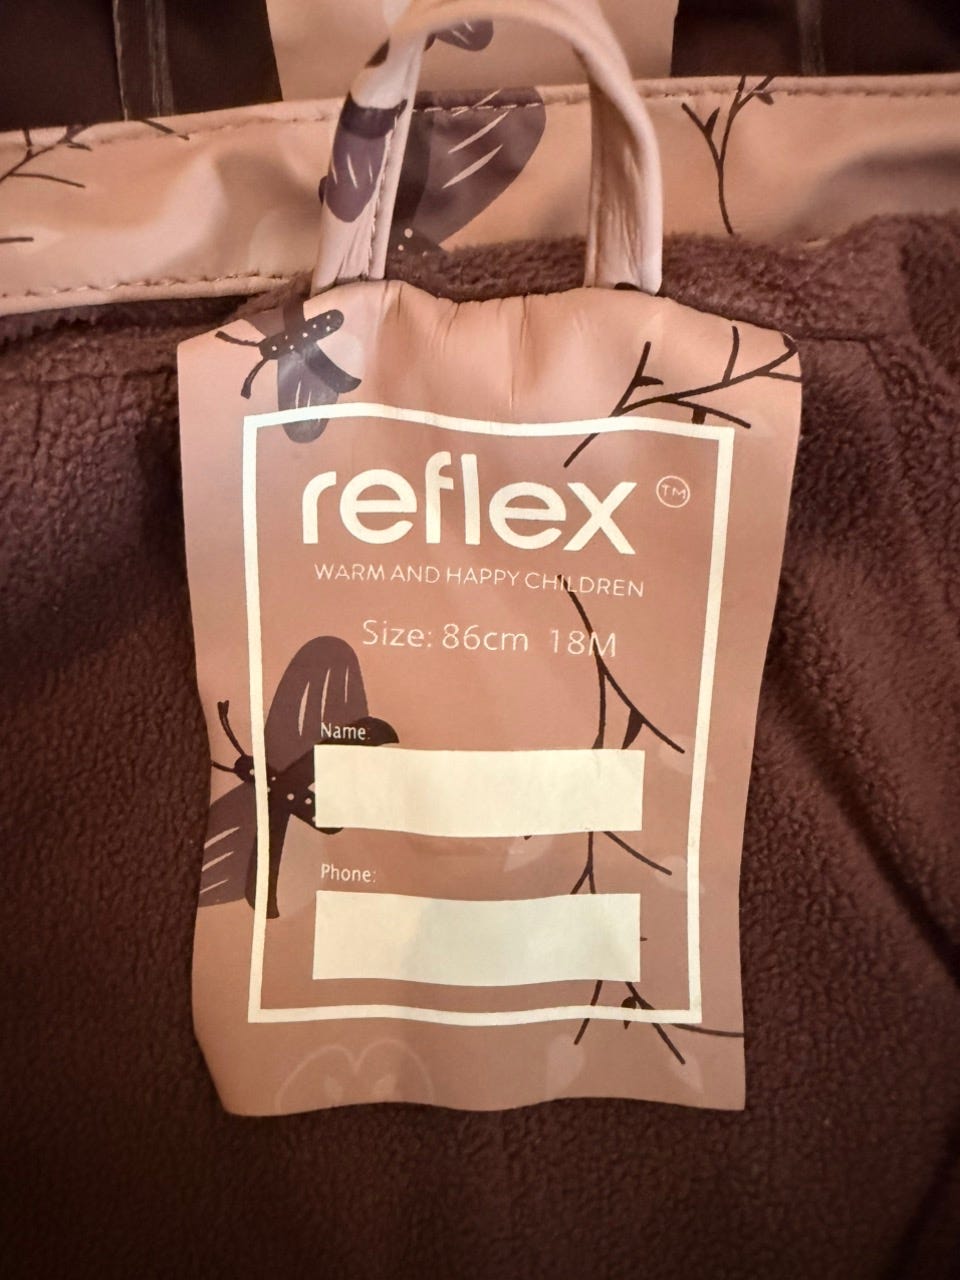 reflex TM
WARM AND HAPPY CHILDREN
Size: 86cm 18M
Name:
Phone: